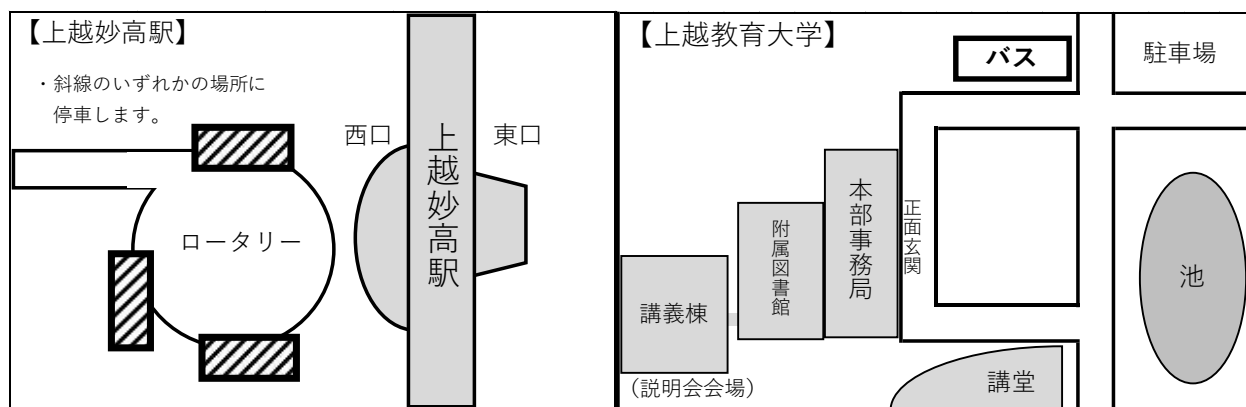 【上越妙高駅】
・斜線のいずれかの場所に
停車します。
西口
上越妙高駅
東口
ロータリー
【上越教育大学】
バス
駐車場
本部事務局
正面玄関
附属図書館
講義棟
(説明会会場)
池
講堂